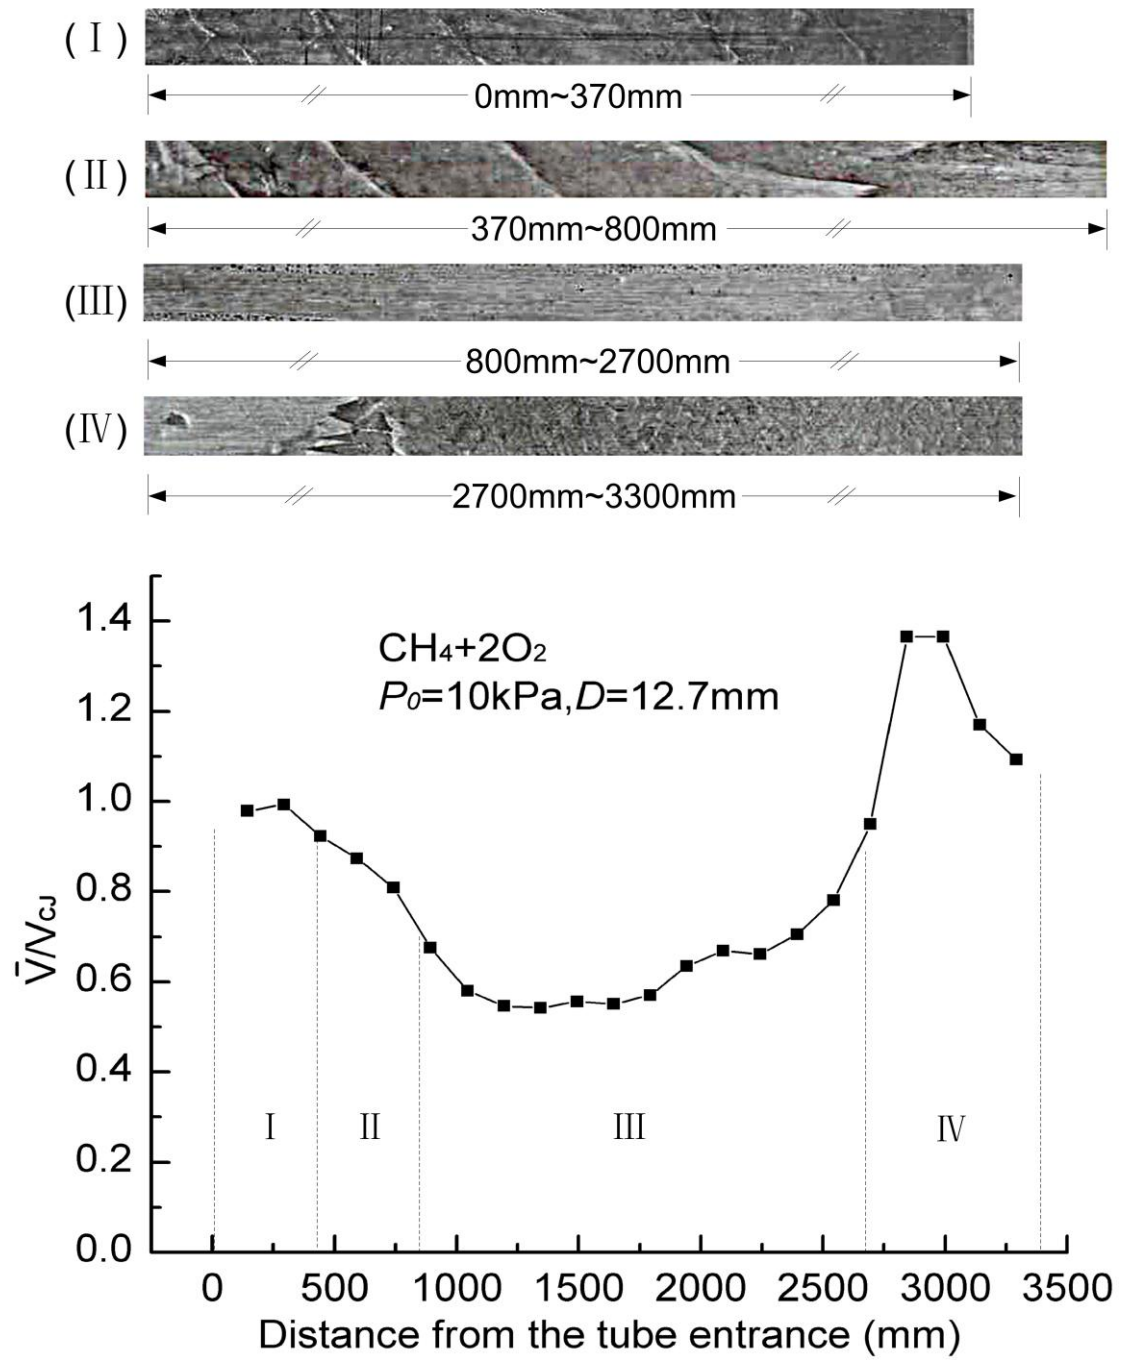 (Ⅰ)
0mm~370mm
(Ⅱ)
370mm~800mm
(Ⅲ)
800mm~2700mm
(Ⅳ)
2700mm~3300mm
1.4
1.2
1.0
0.8
0.6
0.4
0.2
0.0
V̄/V_CJ
CH₄+2O₂
P₀=10kPa,D=12.7mm
Ⅰ Ⅱ Ⅲ Ⅳ
0 500 1000 1500 2000 2500 3000 3500
Distance from the tube entrance (mm)